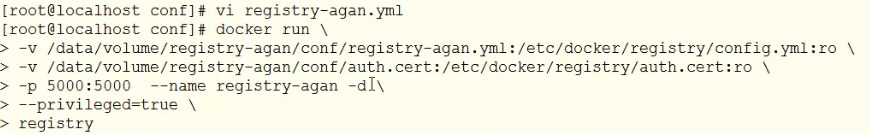 [root@localhost conf]# vi registry-agan.yml
[root@localhost conf]# docker run \
> -v /data/volume/registry-agan/conf/registry-agan.yml:/etc/docker/registry/config.yml:ro \
> -v /data/volume/registry-agan/conf/auth.cert:/etc/docker/registry/auth.cert:ro \
> -p 5000:5000  --name registry-agan -d \
> --privileged=true \
> registry